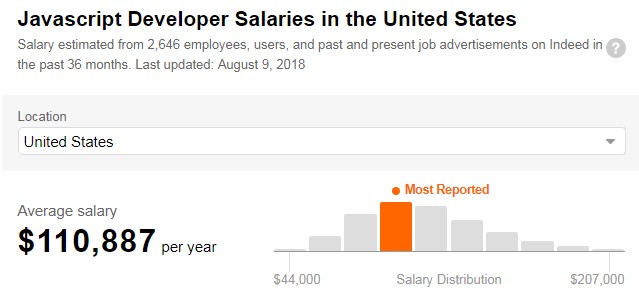 Javascript Developer Salaries in the United States
Salary estimated from 2,646 employees, users, and past and present job advertisements on Indeed in
the past 36 months. Last updated: August 9, 2018
?
Location
United States
Most Reported
Average salary
$110,887 per year
$44,000 Salary Distribution $207,000